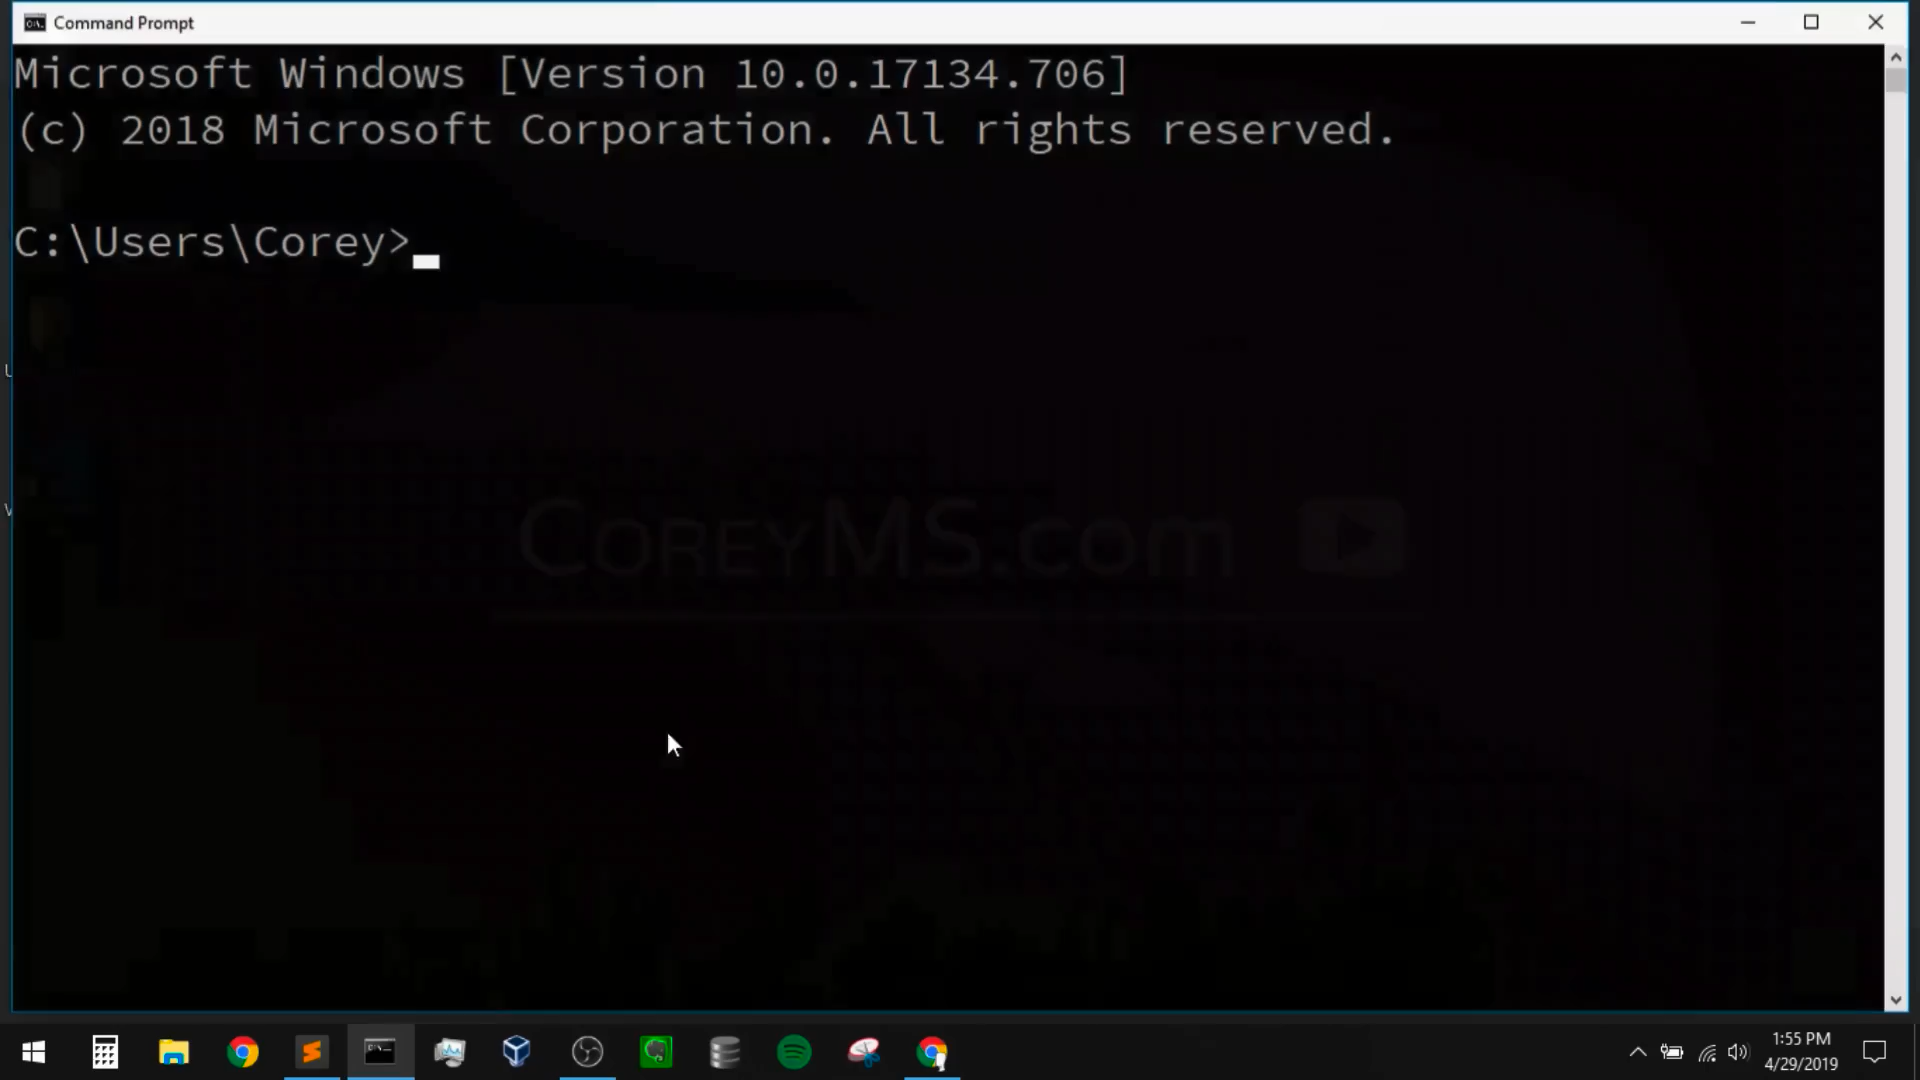 Command Prompt
Microsoft Windows [Version 10.0.17134.706]
(c) 2018 Microsoft Corporation. All rights reserved.
C:\Users\Corey>
COREYMS.com
1:55 PM
4/29/2019